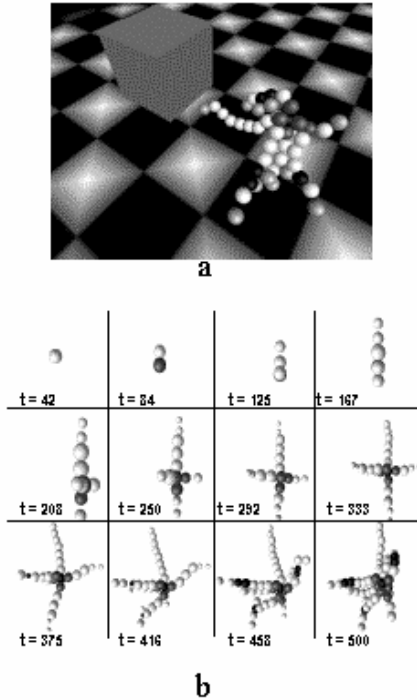 a
t = 42
t = 84
t = 125
t = 167
t = 208
t = 250
t = 292
t = 333
t = 375
t = 416
t = 458
t = 500
b